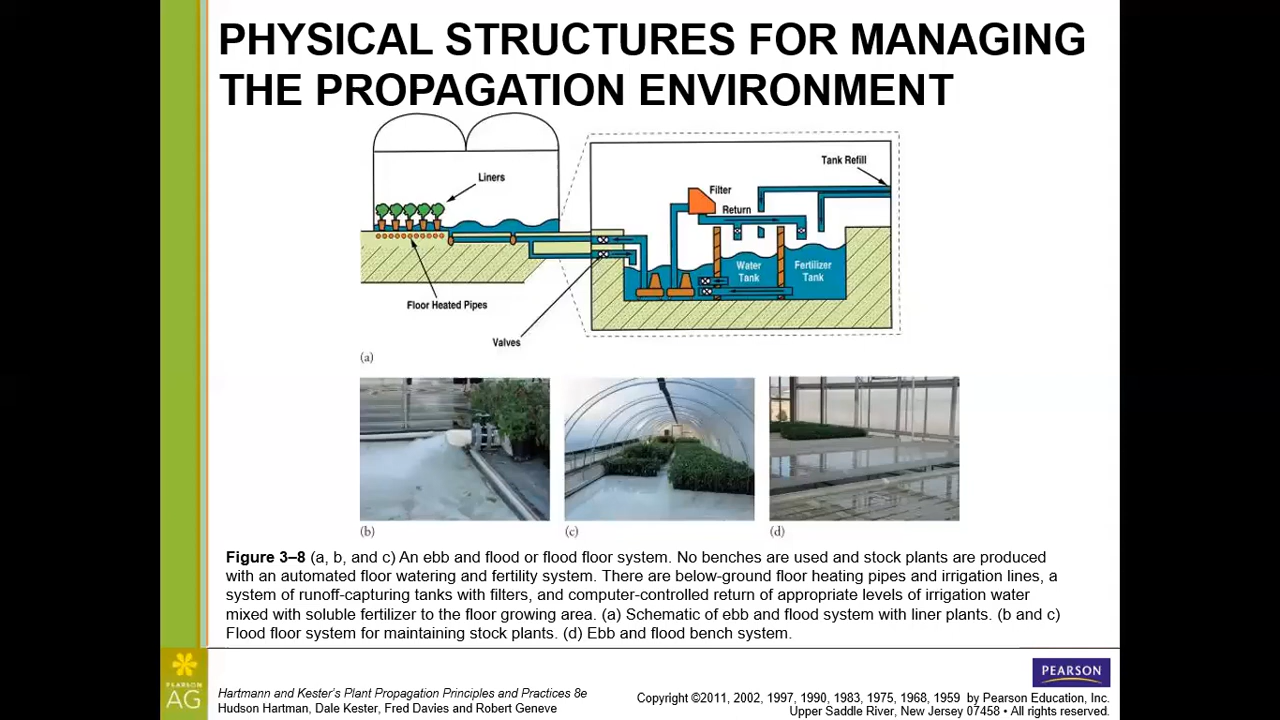 PHYSICAL STRUCTURES FOR MANAGING
THE PROPAGATION ENVIRONMENT
Tank Refill
Liners
Filter
Return
Water
Tank
Fertilizer
Tank
Floor Heated Pipes
Valves
(a)
(b)
(c)
(d)
Figure 3–8 (a, b, and c) An ebb and flood or flood floor system. No benches are used and stock plants are produced
with an automated floor watering and fertility system. There are below-ground floor heating pipes and irrigation lines, a
system of runoff-capturing tanks with filters, and computer-controlled return of appropriate levels of irrigation water
mixed with soluble fertilizer to the floor growing area. (a) Schematic of ebb and flood system with liner plants. (b and c)
Flood floor system for maintaining stock plants. (d) Ebb and flood bench system.
PEARSON
AG
Hartmann and Kester's Plant Propagation Principles and Practices 8e
Hudson Hartman, Dale Kester, Fred Davies and Robert Geneve
PEARSON
Copyright ©2011, 2002, 1997, 1990, 1983, 1975, 1968, 1959 by Pearson Education, Inc.
Upper Saddle River, New Jersey 07458 • All rights reserved.